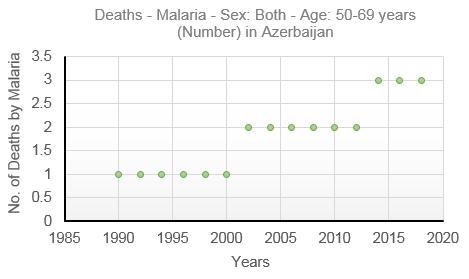 Deaths - Malaria - Sex: Both - Age: 50-69 years
(Number) in Azerbaijan
No. of Deaths by Malaria
3.5
3
2.5
2
1.5
1
0.5
0
1985 1990 1995 2000 2005 2010 2015 2020
Years